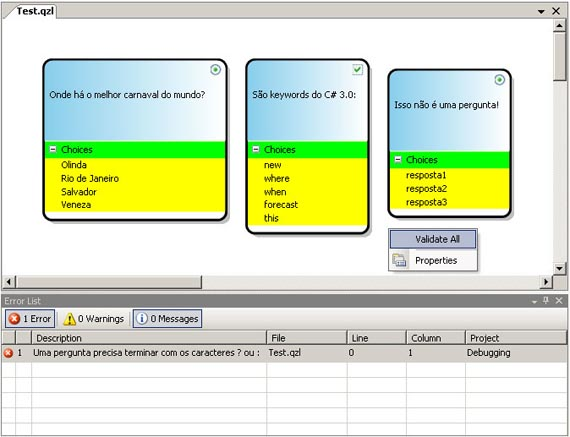 Test.qzl
Onde há o melhor carnaval do mundo?
Choices
Olinda
Rio de Janeiro
Salvador
Veneza
São keywords do C# 3.0:
Choices
new
where
when
forecast
this
Isso não é uma pergunta!
Choices
resposta1
resposta2
resposta3
Validate All
Properties
Error List
1 Error 0 Warnings 0 Messages
Description File Line Column Project
1 Uma pergunta precisa terminar com os caracteres ? ou : Test.qzl 0 1 Debugging